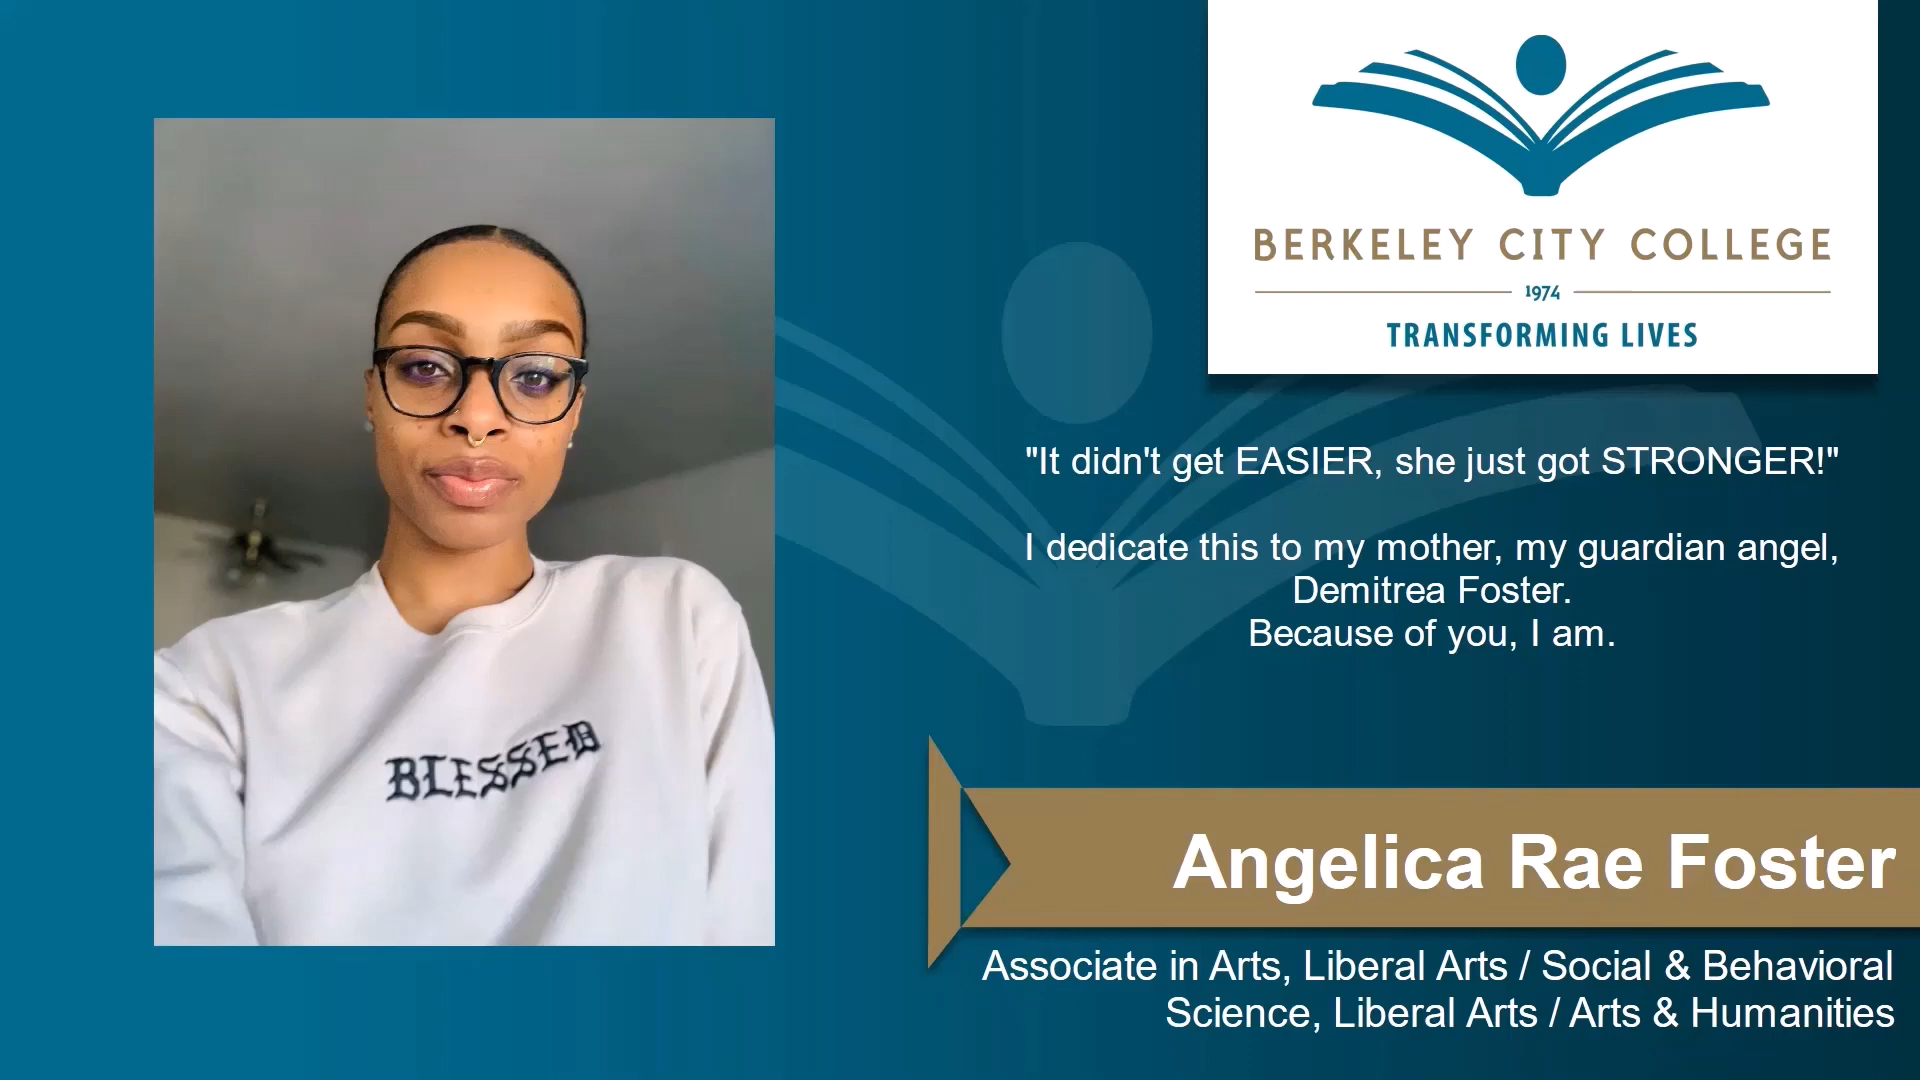 BERKELEY CITY COLLEGE
1974
TRANSFORMING LIVES
"It didn't get EASIER, she just got STRONGER!"
I dedicate this to my mother, my guardian angel,
Demitrea Foster.
Because of you, I am.
BLESSED
Angelica Rae Foster
Associate in Arts, Liberal Arts / Social & Behavioral
Science, Liberal Arts / Arts & Humanities